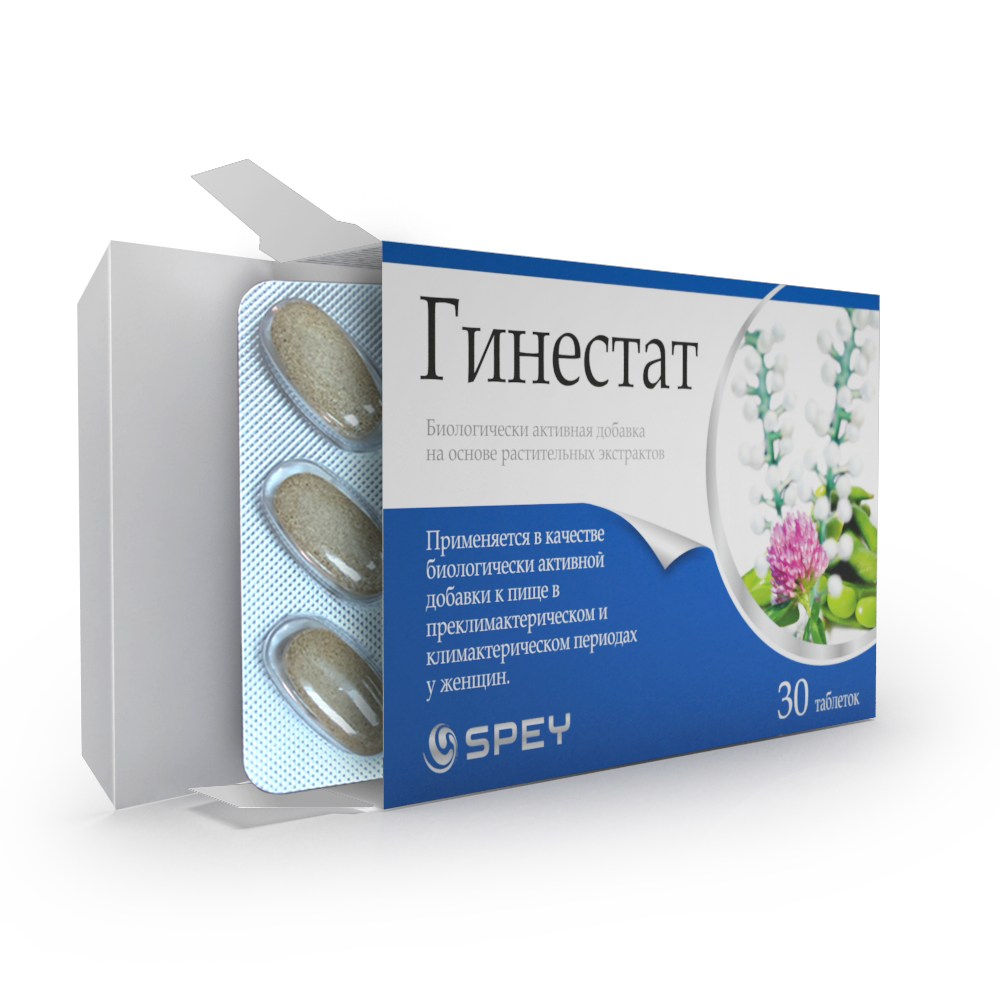 Гинестат
Биологически активная добавка
на основе растительных экстрактов
Применяется в качестве
биологически активной
добавки к пище в
преклимактерическом и
климактерическом периодах
у женщин.
SPEY
30 таблеток